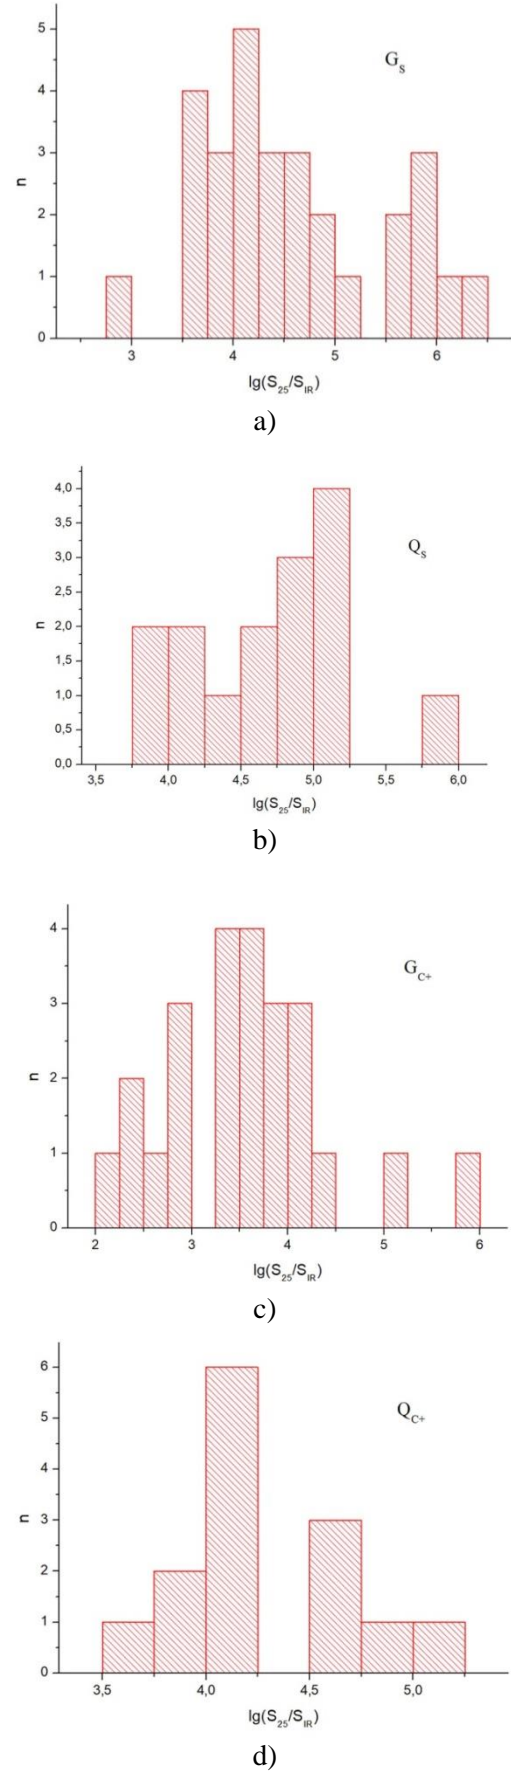 5
4
3
2
1
0
n
G_S
3 4 5 6
lg(S_25/S_IR)
a)
4,0
3,5
3,0
2,5
2,0
1,5
1,0
0,5
0,0
n
Q_S
3,5 4,0 4,5 5,0 5,5 6,0
lg(S_25/S_IR)
b)
4
3
2
1
0
n
G_C+
2 3 4 5 6
lg(S_25/S_IR)
c)
6
5
4
3
2
1
0
n
Q_C+
3,5 4,0 4,5 5,0
lg(S_25/S_IR)
d)